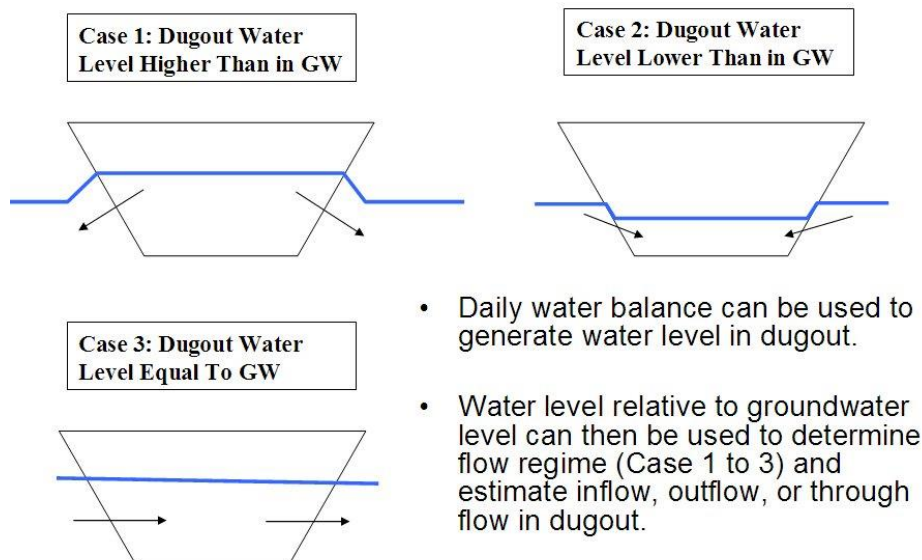 Case 1: Dugout Water
Level Higher Than in GW
Case 2: Dugout Water
Level Lower Than in GW
Case 3: Dugout Water
Level Equal To GW
• Daily water balance can be used to
generate water level in dugout.
• Water level relative to groundwater
level can then be used to determine
flow regime (Case 1 to 3) and
estimate inflow, outflow, or through
flow in dugout.